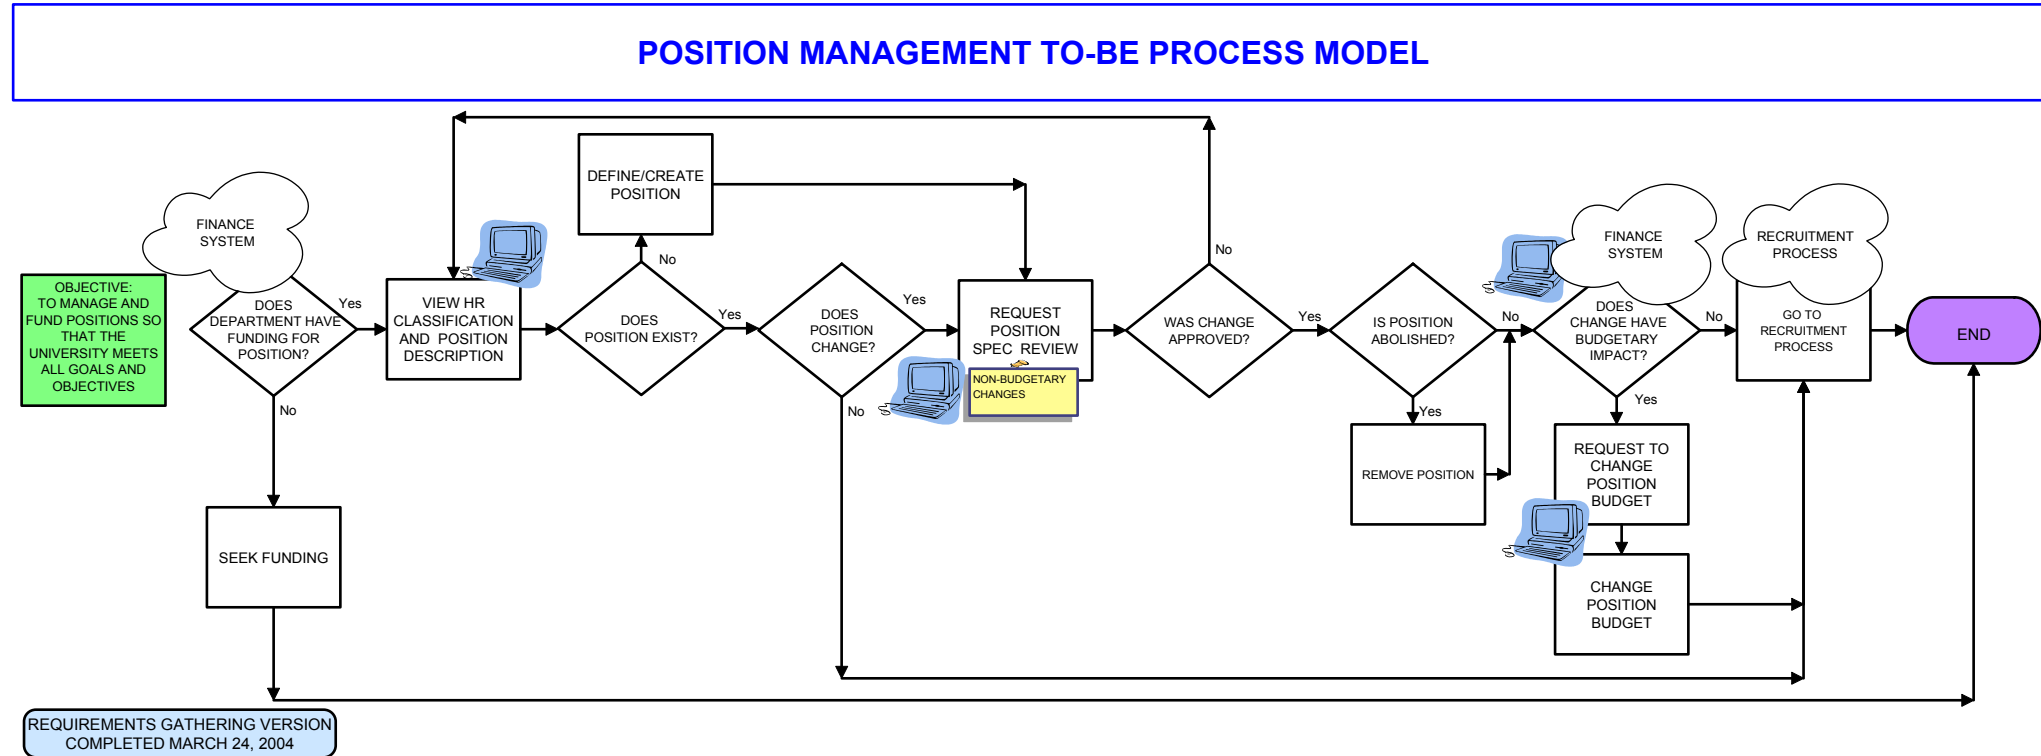 POSITION MANAGEMENT TO-BE PROCESS MODEL
OBJECTIVE:
TO MANAGE AND
FUND POSITIONS SO
THAT THE
UNIVERSITY MEETS
ALL GOALS AND
OBJECTIVES
FINANCE
SYSTEM
DOES
DEPARTMENT HAVE
FUNDING FOR
POSITION?
Yes
No
SEEK FUNDING
VIEW HR
CLASSIFICATION
AND POSITION
DESCRIPTION
DOES
POSITION EXIST?
No
Yes
DEFINE/CREATE
POSITION
DOES
POSITION
CHANGE?
Yes
No
REQUEST
POSITION
SPEC REVIEW
NON-BUDGETARY
CHANGES
WAS CHANGE
APPROVED?
No
Yes
IS POSITION
ABOLISHED?
No
Yes
REMOVE POSITION
FINANCE
SYSTEM
DOES
CHANGE HAVE
BUDGETARY
IMPACT?
No
Yes
REQUEST TO
CHANGE
POSITION
BUDGET
CHANGE
POSITION
BUDGET
RECRUITMENT
PROCESS
GO TO
RECRUITMENT
PROCESS
END
REQUIREMENTS GATHERING VERSION
COMPLETED MARCH 24, 2004